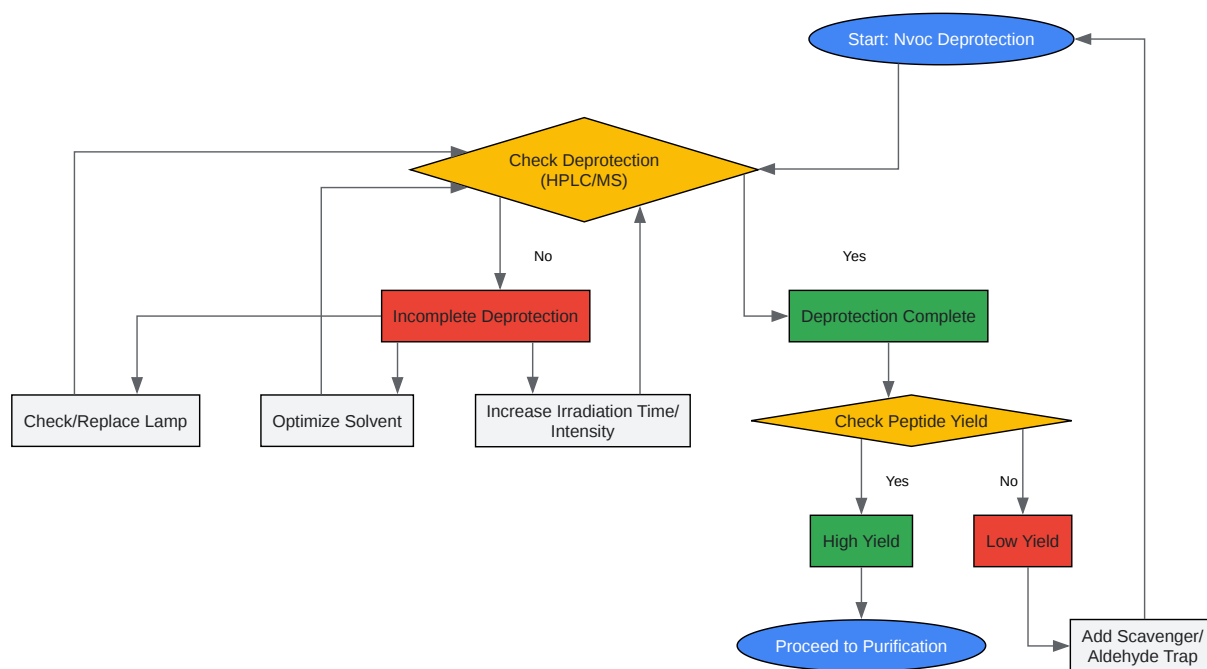 Start: Nvoc Deprotection
Check Deprotection
(HPLC/MS)
No
Yes
Incomplete Deprotection
Deprotection Complete
Check/Replace Lamp
Optimize Solvent
Increase Irradiation Time/
Intensity
Check Peptide Yield
Yes
No
High Yield
Low Yield
Proceed to Purification
Add Scavenger/
Aldehyde Trap